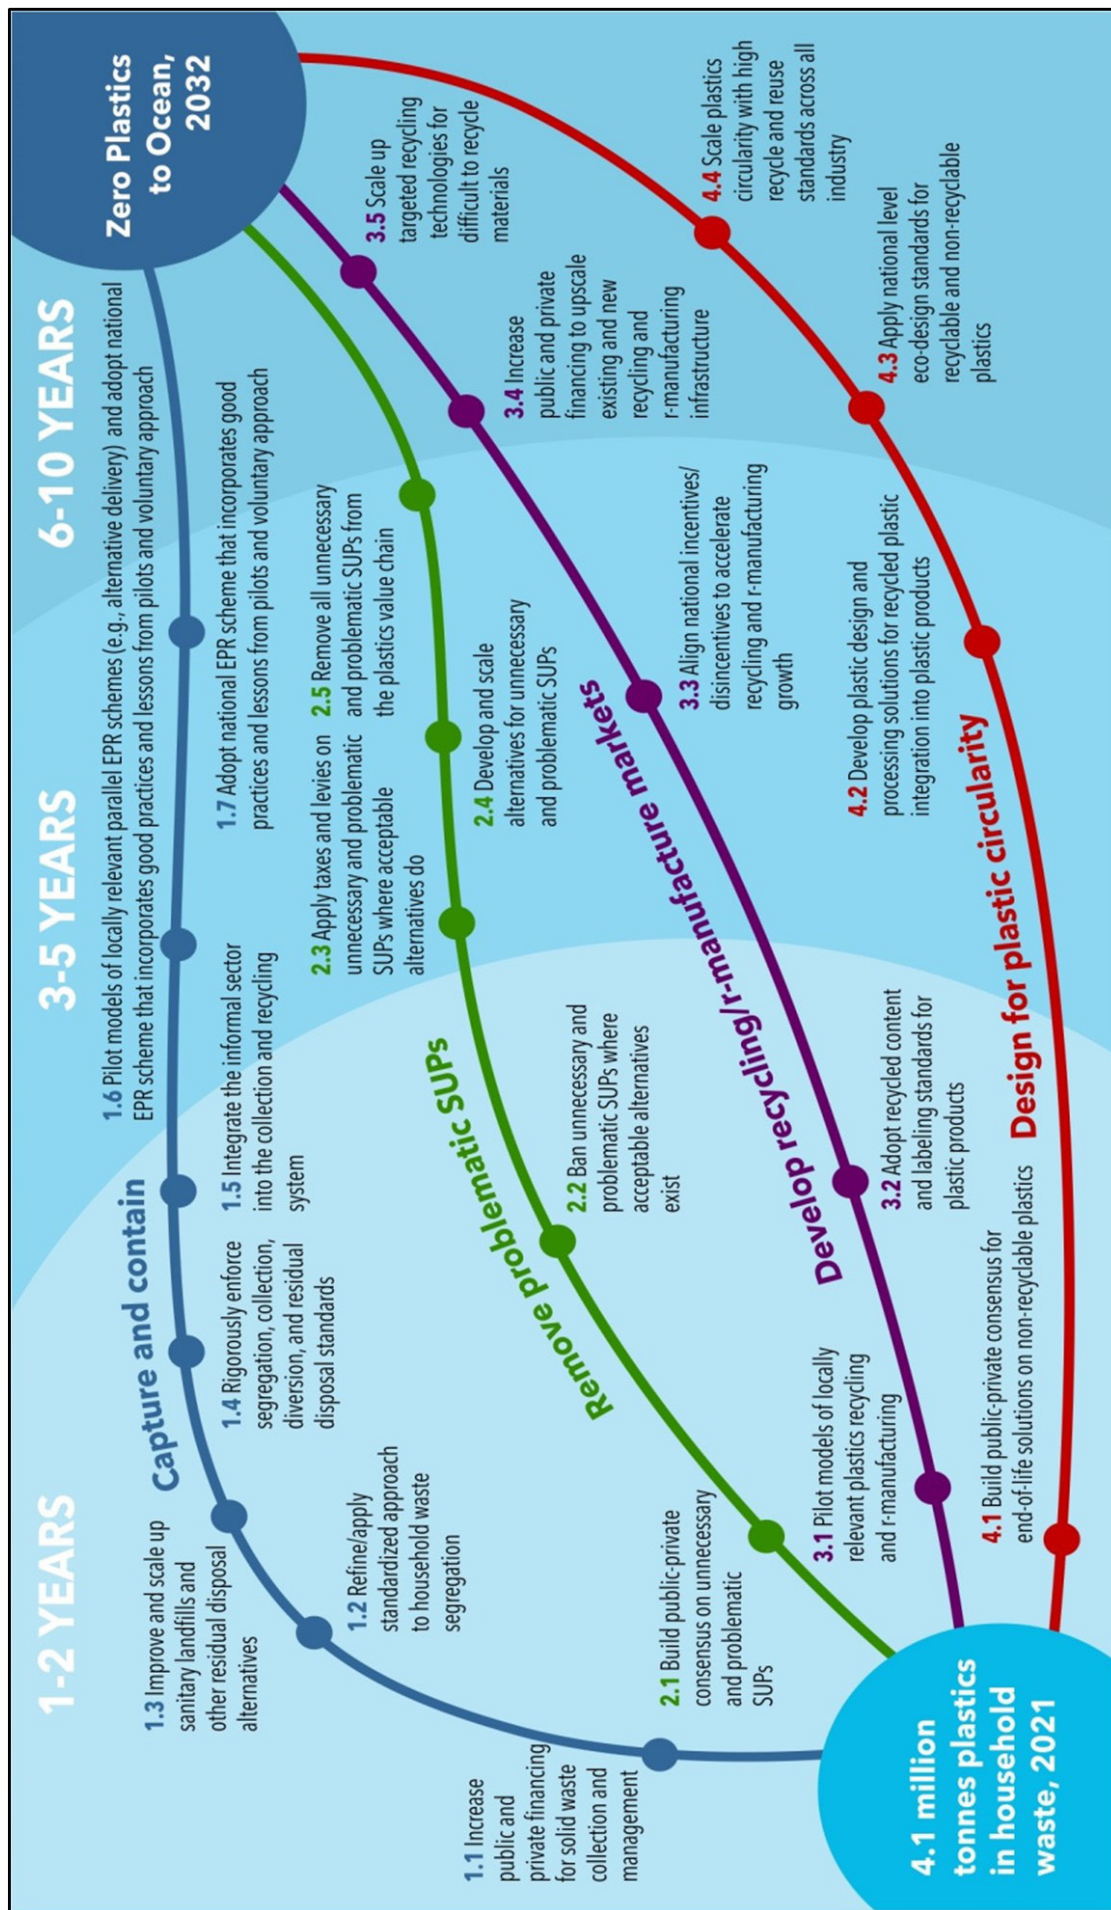 1-2 YEARS
3-5 YEARS
6-10 YEARS
Zero Plastics
to Ocean,
2032
4.1 million
tonnes plastics
in household
waste, 2021
Capture and contain
1.1 Increase
public and
private financing
for solid waste
collection and
management
1.2 Refine/apply
standardized approach
to household waste
segregation
1.3 Improve and scale up
sanitary landfills and
other residual disposal
alternatives
1.4 Rigorously enforce
segregation, collection,
diversion, and residual
disposal standards
1.5 Integrate the informal sector
into the collection and recycling
system
1.6 Pilot models of locally relevant parallel EPR schemes (e.g., alternative delivery) and adopt national
EPR scheme that incorporates good practices and lessons from pilots and voluntary approach
1.7 Adopt national EPR scheme that incorporates good
practices and lessons from pilots and voluntary approach
Remove problematic SUPs
2.1 Build public-private
consensus on unnecessary
and problematic
SUPs
2.2 Ban unnecessary and
problematic SUPs where
acceptable alternatives
exist
2.3 Apply taxes and levies on
unnecessary and problematic
SUPs where acceptable
alternatives do
2.4 Develop and scale
alternatives for unnecessary
and problematic SUPs
2.5 Remove all unnecessary
and problematic SUPs from
the plastics value chain
Develop recycling/r-manufacture markets
3.1 Pilot models of locally
relevant plastics recycling
and r-manufacturing
3.2 Adopt recycled content
and labeling standards for
plastic products
3.3 Align national incentives/
disincentives to accelerate
recycling and r-manufacturing
growth
3.4 Increase
public and private
financing to upscale
existing and new
recycling and
r-manufacturing
infrastructure
3.5 Scale up
targeted recycling
technologies for
difficult to recycle
materials
Design for plastic circularity
4.1 Build public-private consensus for
end-of-life solutions on non-recyclable plastics
4.2 Develop plastic design and
processing solutions for recycled plastic
integration into plastic products
4.3 Apply national level
eco-design standards for
recyclable and non-recyclable
plastics
4.4 Scale plastics
circularity with high
recycle and reuse
standards across all
industry